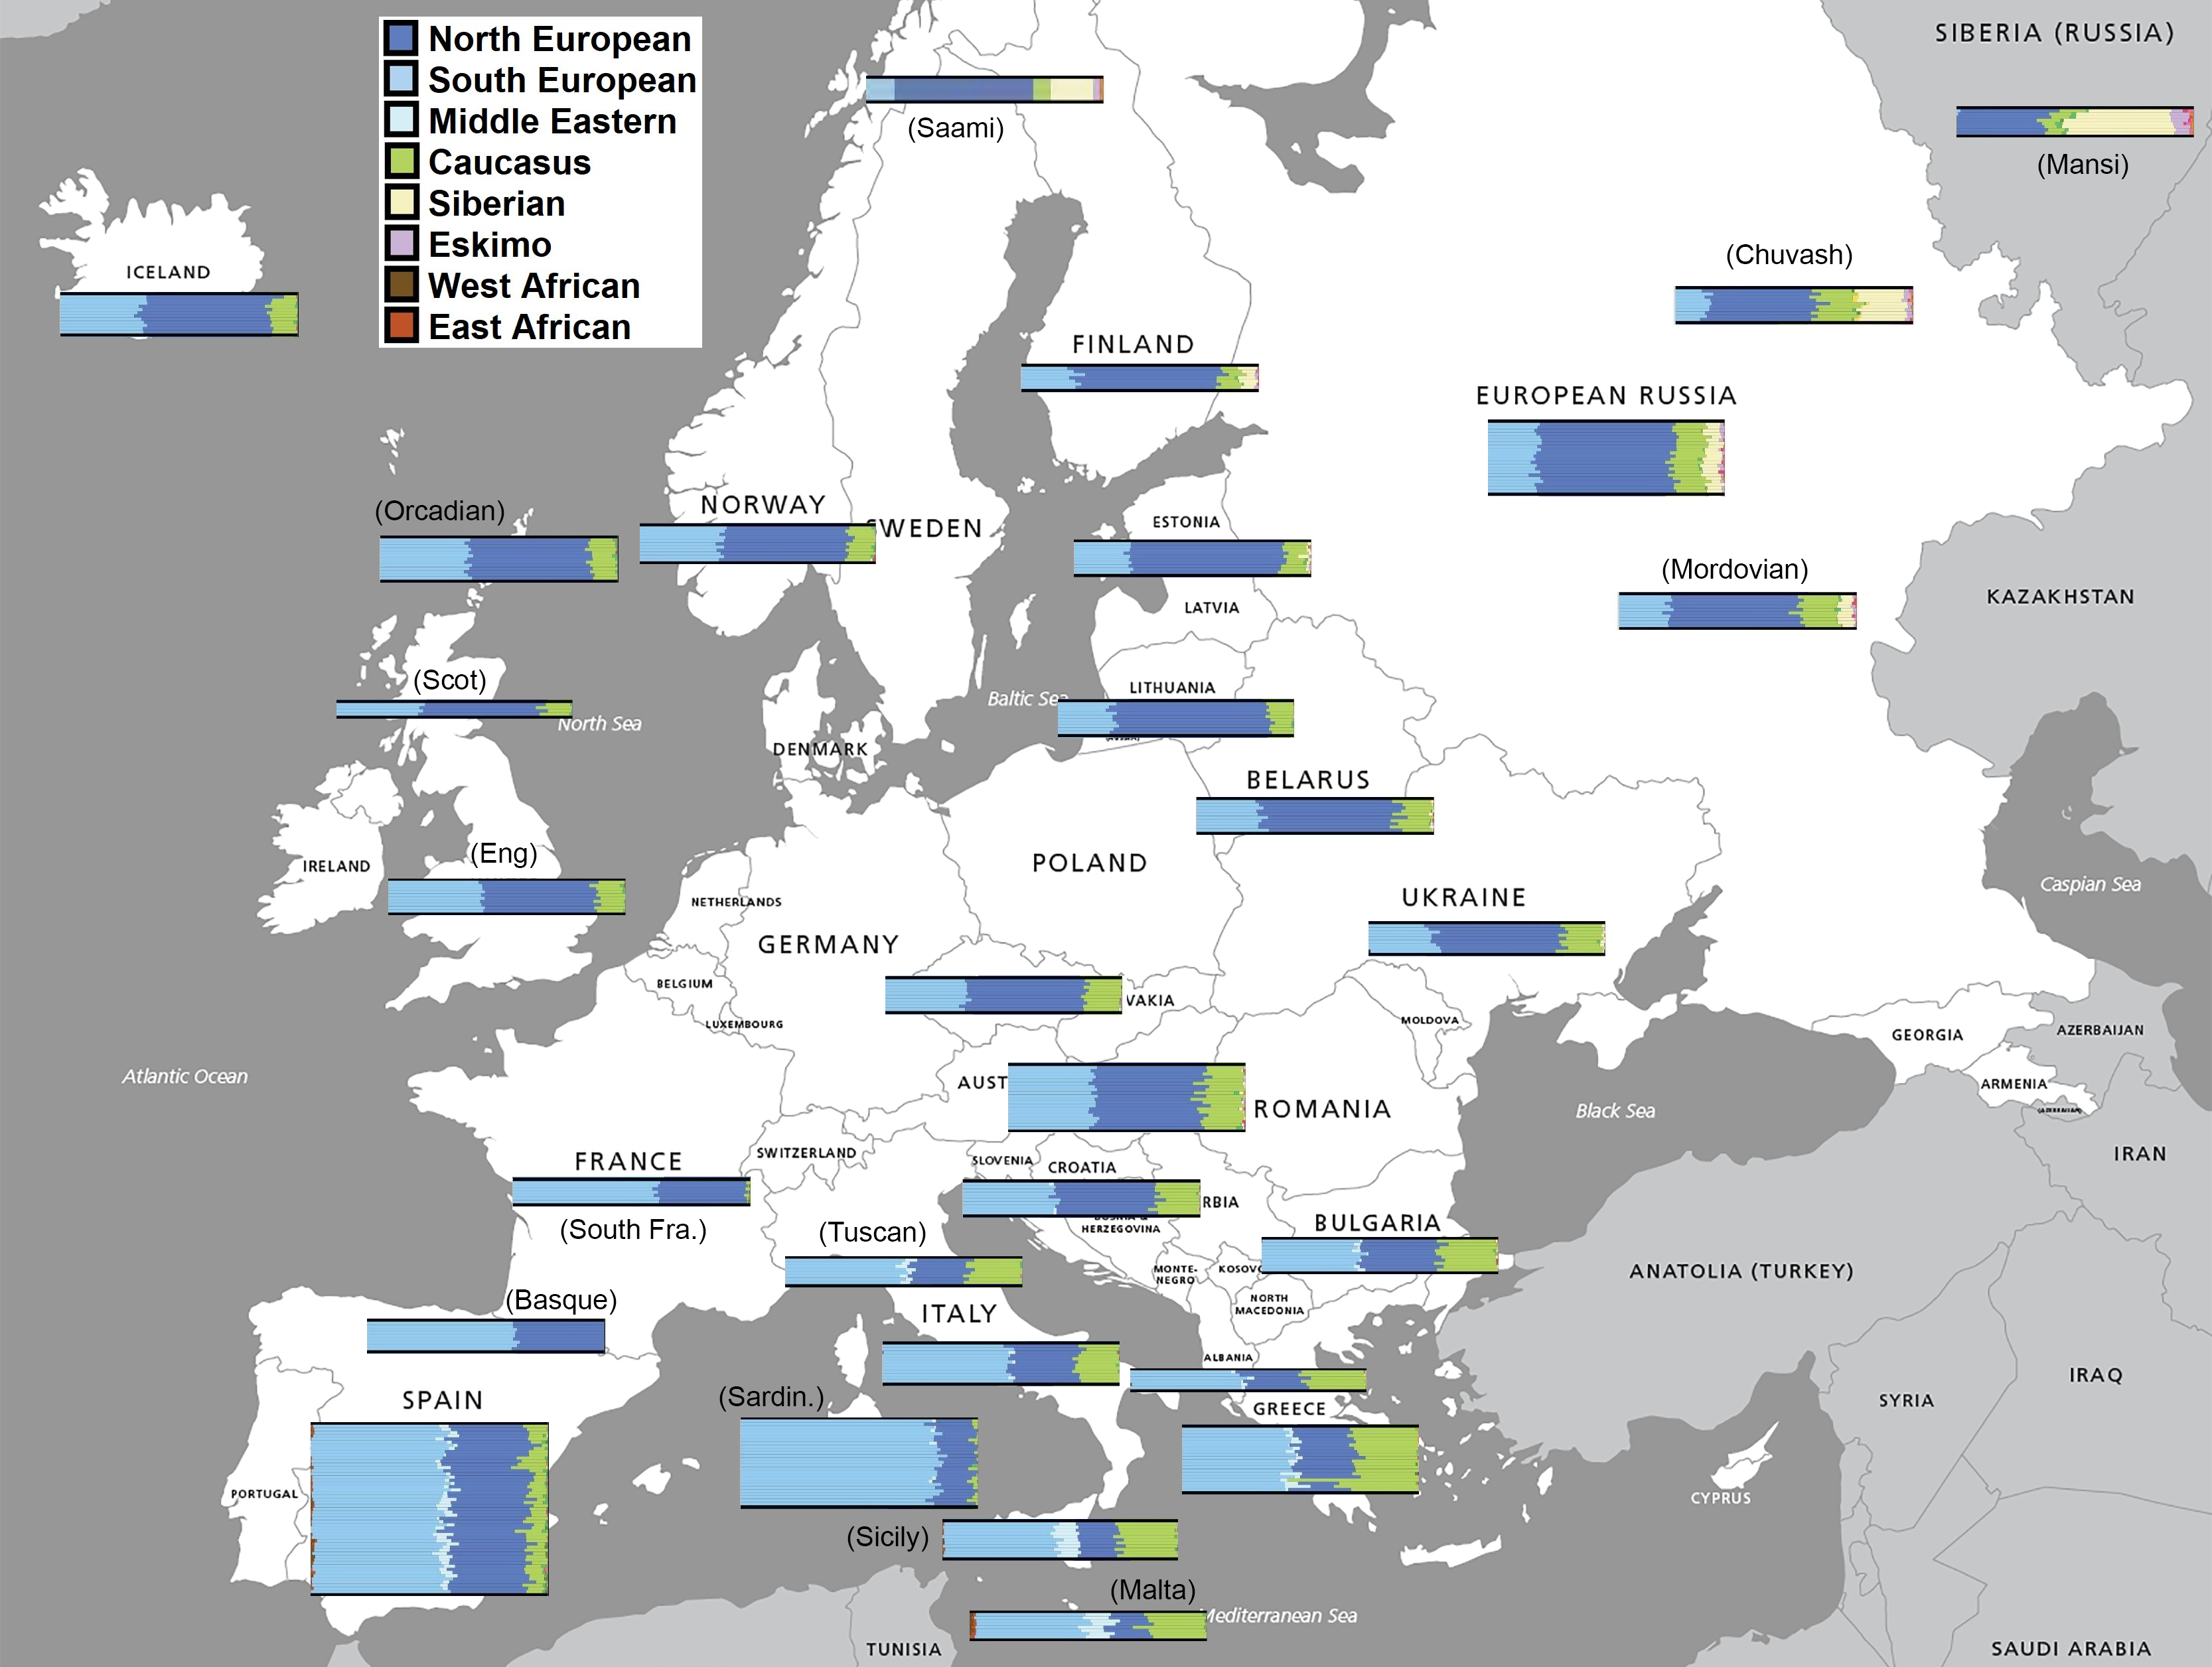 North European
South European
Middle Eastern
Caucasus
Siberian
Eskimo
West African
East African
SIBERIA (RUSSIA)
(Saami)
(Mansi)
(Chuvash)
ICELAND
FINLAND
EUROPEAN RUSSIA
(Orcadian)
NORWAY
SWEDEN
ESTONIA
(Mordovian)
KAZAKHSTAN
LATVIA
(Scot)
LITHUANIA
Baltic Sea
North Sea
DENMARK
BELARUS
(Eng)
IRELAND
POLAND
Caspian Sea
NETHERLANDS
UKRAINE
GERMANY
BELGIUM
VAKIA
LUXEMBOURG
MOLDOVA
GEORGIA
AZERBAIJAN
Atlantic Ocean
AUST
ARMENIA
ROMANIA
Black Sea
(AZERBAIJAN)
FRANCE
SWITZERLAND
SLOVENIA
CROATIA
IRAN
RBIA
(South Fra.)
(Tuscan)
BOSNIA &
HERZEGOVINA
BULGARIA
MONTE-
NEGRO
KOSOVO
ANATOLIA (TURKEY)
(Basque)
NORTH
MACEDONIA
ITALY
ALBANIA
IRAQ
SPAIN
(Sardin.)
GREECE
SYRIA
PORTUGAL
CYPRUS
(Sicily)
(Malta)
Mediterranean Sea
TUNISIA
SAUDI ARABIA